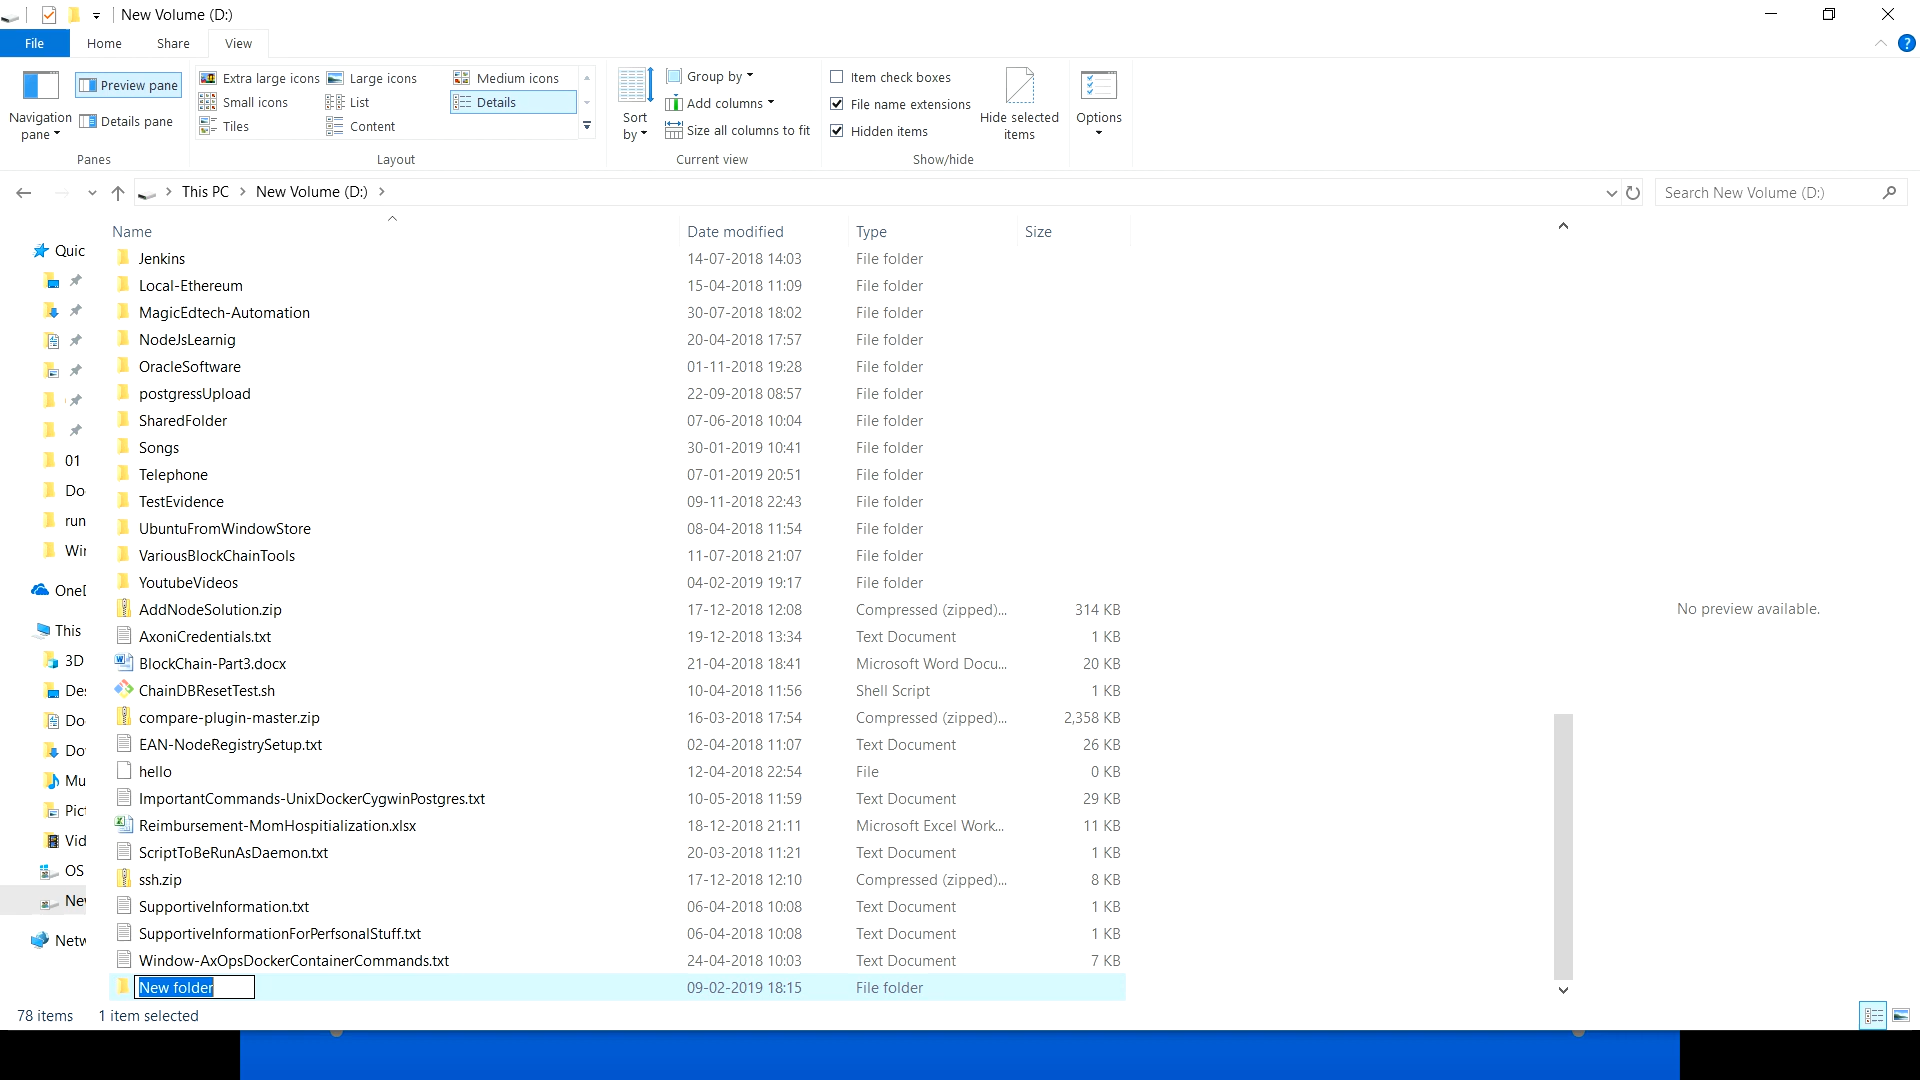 New Volume (D:)
File Home Share View
Navigation pane
Preview pane
Details pane
Panes
Extra large icons Large icons Medium icons
Small icons List Details
Tiles Content
Layout
Sort by
Group by
Add columns
Size all columns to fit
Current view
Item check boxes
File name extensions
Hidden items
Hide selected items
Show/hide
Options
This PC New Volume (D:)
Search New Volume (D:)
Quic
01
Do
run
Wi
One
This
3D
De
Do
Do
Mu
Pic
Vid
OS
Ne
Netw
Name Date modified Type Size
Jenkins 14-07-2018 14:03 File folder
Local-Ethereum 15-04-2018 11:09 File folder
MagicEdtech-Automation 30-07-2018 18:02 File folder
NodeJsLearnig 20-04-2018 17:57 File folder
OracleSoftware 01-11-2018 19:28 File folder
postgressUpload 22-09-2018 08:57 File folder
SharedFolder 07-06-2018 10:04 File folder
Songs 30-01-2019 10:41 File folder
Telephone 07-01-2019 20:51 File folder
TestEvidence 09-11-2018 22:43 File folder
UbuntuFromWindowStore 08-04-2018 11:54 File folder
VariousBlockChainTools 11-07-2018 21:07 File folder
YoutubeVideos 04-02-2019 19:17 File folder
AddNodeSolution.zip 17-12-2018 12:08 Compressed (zipped)... 314 KB
AxoniCredentials.txt 19-12-2018 13:34 Text Document 1 KB
BlockChain-Part3.docx 21-04-2018 18:41 Microsoft Word Docu... 20 KB
ChainDBResetTest.sh 10-04-2018 11:56 Shell Script 1 KB
compare-plugin-master.zip 16-03-2018 17:54 Compressed (zipped)... 2,358 KB
EAN-NodeRegistrySetup.txt 02-04-2018 11:07 Text Document 26 KB
hello 12-04-2018 22:54 File 0 KB
ImportantCommands-UnixDockerCygwinPostgres.txt 10-05-2018 11:59 Text Document 29 KB
Reimbursement-MomHospitialization.xlsx 18-12-2018 21:11 Microsoft Excel Work... 11 KB
ScriptToBeRunAsDaemon.txt 20-03-2018 11:21 Text Document 1 KB
ssh.zip 17-12-2018 12:10 Compressed (zipped)... 8 KB
SupportiveInformation.txt 06-04-2018 10:08 Text Document 1 KB
SupportiveInformationForPerfsonalStuff.txt 06-04-2018 10:08 Text Document 1 KB
Window-AxOpsDockerContainerCommands.txt 24-04-2018 10:03 Text Document 7 KB
New folder 09-02-2019 18:15 File folder
No preview available.
78 items 1 item selected